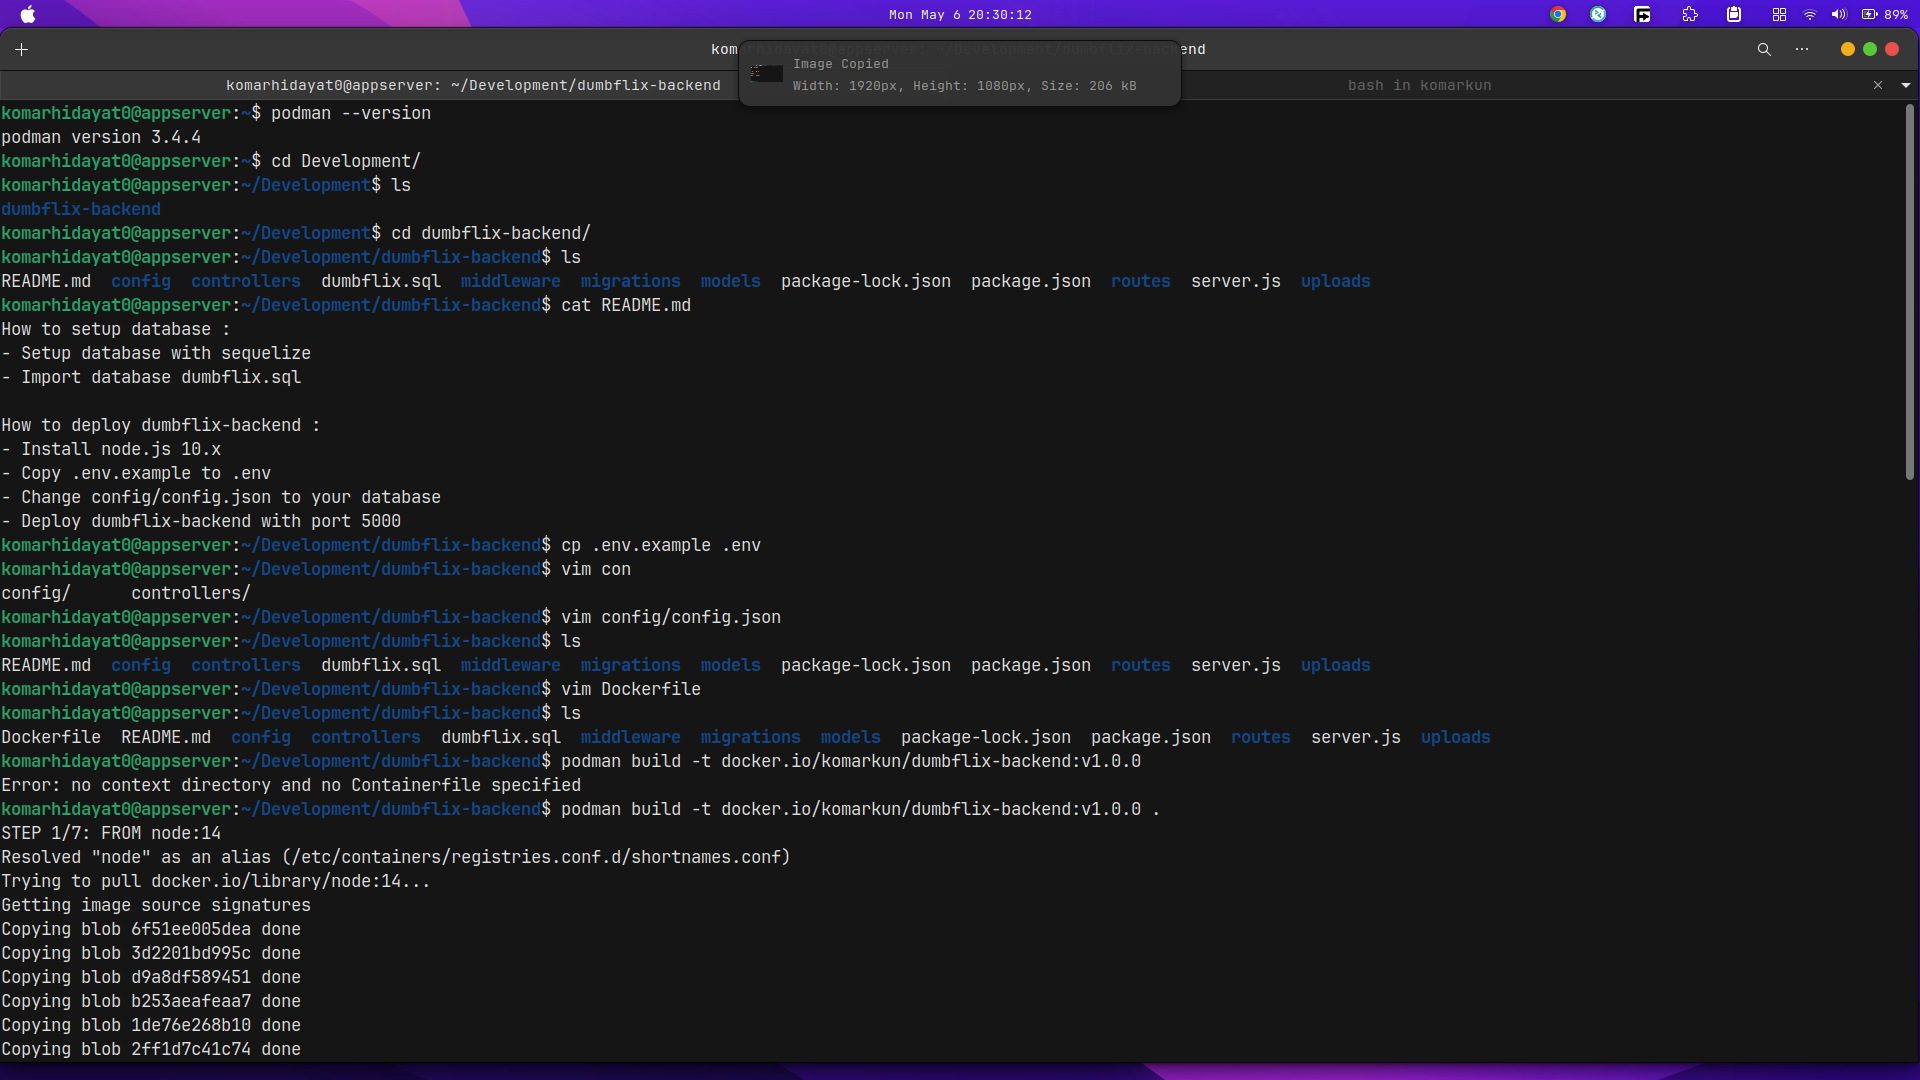 Mon May 6 20:30:12
89%
komarhidayat0@appserver: ~/Development/dumbflix-backend
Image Copied
Width: 1920px, Height: 1080px, Size: 206 kB
komarhidayat0@appserver: ~/Development/dumbflix-backend
bash in komarkun
komarhidayat0@appserver:~$ podman --version
podman version 3.4.4
komarhidayat0@appserver:~$ cd Development/
komarhidayat0@appserver:~/Development$ ls
dumbflix-backend
komarhidayat0@appserver:~/Development$ cd dumbflix-backend/
komarhidayat0@appserver:~/Development/dumbflix-backend$ ls
README.md  config  controllers  dumbflix.sql  middleware  migrations  models  package-lock.json  package.json  routes  server.js  uploads
komarhidayat0@appserver:~/Development/dumbflix-backend$ cat README.md
How to setup database :
- Setup database with sequelize
- Import database dumbflix.sql
How to deploy dumbflix-backend :
- Install node.js 10.x
- Copy .env.example to .env
- Change config/config.json to your database
- Deploy dumbflix-backend with port 5000
komarhidayat0@appserver:~/Development/dumbflix-backend$ cp .env.example .env
komarhidayat0@appserver:~/Development/dumbflix-backend$ vim con
config/      controllers/
komarhidayat0@appserver:~/Development/dumbflix-backend$ vim config/config.json
komarhidayat0@appserver:~/Development/dumbflix-backend$ ls
README.md  config  controllers  dumbflix.sql  middleware  migrations  models  package-lock.json  package.json  routes  server.js  uploads
komarhidayat0@appserver:~/Development/dumbflix-backend$ vim Dockerfile
komarhidayat0@appserver:~/Development/dumbflix-backend$ ls
Dockerfile  README.md  config  controllers  dumbflix.sql  middleware  migrations  models  package-lock.json  package.json  routes  server.js  uploads
komarhidayat0@appserver:~/Development/dumbflix-backend$ podman build -t docker.io/komarkun/dumbflix-backend:v1.0.0
Error: no context directory and no Containerfile specified
komarhidayat0@appserver:~/Development/dumbflix-backend$ podman build -t docker.io/komarkun/dumbflix-backend:v1.0.0 .
STEP 1/7: FROM node:14
Resolved "node" as an alias (/etc/containers/registries.conf.d/shortnames.conf)
Trying to pull docker.io/library/node:14...
Getting image source signatures
Copying blob 6f51ee005dea done
Copying blob 3d2201bd995c done
Copying blob d9a8df589451 done
Copying blob b253aeafeaa7 done
Copying blob 1de76e268b10 done
Copying blob 2ff1d7c41c74 done